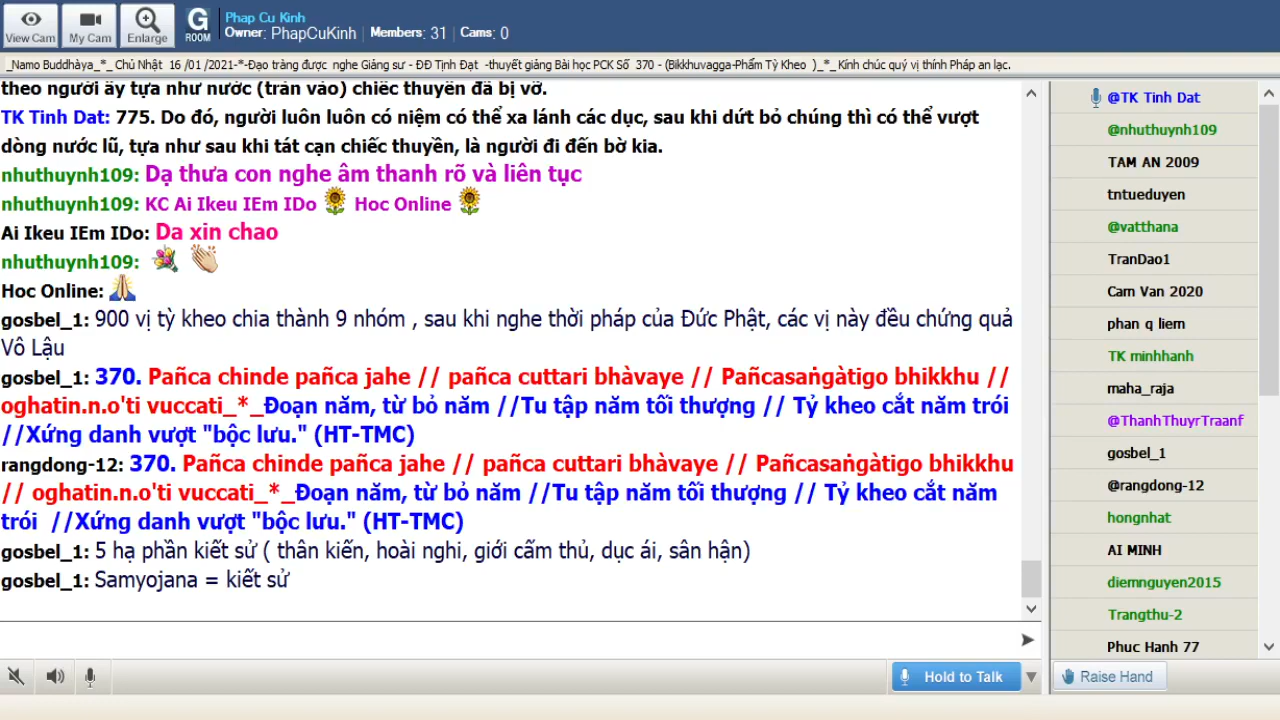 View Cam
My Cam
Enlarge
G
ROOM
Phap Cu Kinh
Owner: PhapCuKinh Members: 31 Cams: 0
_Namo Buddhàya_*_ Chủ Nhật 16 /01 /2021-*-Đạo tràng được nghe Giảng sư - ĐĐ Tịnh Đạt -thuyết giảng Bài học PCK Số 370 - (Bikkhuvagga-Phẩm Tỳ Kheo )_*_ Kính chúc quý vị thính Pháp an lạc.
theo người ấy tựa như nước (tràn vào) chiếc thuyền đã bị vỡ.
TK Tinh Dat: 775. Do đó, người luôn luôn có niệm có thể xa lánh các dục, sau khi dứt bỏ chúng thì có thể vượt
dòng nước lũ, tựa như sau khi tát cạn chiếc thuyền, là người đi đến bờ kia.
nhuthuynh109: Dạ thưa con nghe âm thanh rõ và liên tục
nhuthuynh109: KC Ai Ikeu IEm IDo Hoc Online
Ai Ikeu IEm IDo: Da xin chao
nhuthuynh109:
Hoc Online:
gosbel_1: 900 vị tỳ kheo chia thành 9 nhóm , sau khi nghe thời pháp của Đức Phật, các vị này đều chứng quả
Vô Lậu
gosbel_1: 370. Pañca chinde pañca jahe // pañca cuttari bhàvaye // Pañcasaṅgàtigo bhikkhu //
oghatin.n.o'ti vuccati_*_Đoạn năm, từ bỏ năm //Tu tập năm tối thượng // Tỷ kheo cắt năm trói
//Xứng danh vượt "bộc lưu." (HT-TMC)
rangdong-12: 370. Pañca chinde pañca jahe // pañca cuttari bhàvaye // Pañcasaṅgàtigo bhikkhu
// oghatin.n.o'ti vuccati_*_Đoạn năm, từ bỏ năm //Tu tập năm tối thượng // Tỷ kheo cắt năm
trói //Xứng danh vượt "bộc lưu." (HT-TMC)
gosbel_1: 5 hạ phần kiết sử ( thân kiến, hoài nghi, giới cấm thủ, dục ái, sân hận)
gosbel_1: Samyojana = kiết sử
Hold to Talk
@TK Tinh Dat
@nhuthuynh109
TAM AN 2009
tntueduyen
@vatthana
TranDao1
Cam Van 2020
phan q liem
TK minhhanh
maha_raja
@ThanhThuyrTraanf
gosbel_1
@rangdong-12
hongnhat
AI MINH
diemnguyen2015
Trangthu-2
Phuc Hanh 77
Raise Hand